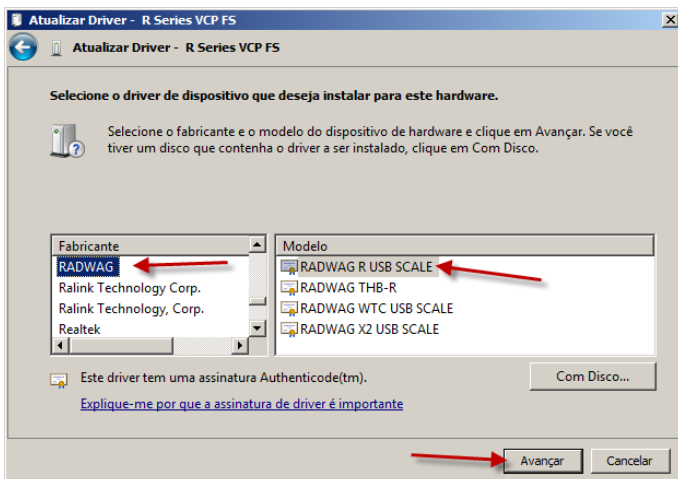 Atualizar Driver - R Series VCP FS
Atualizar Driver - R Series VCP FS
Selecione o driver de dispositivo que deseja instalar para este hardware.
Selecione o fabricante e o modelo do dispositivo de hardware e clique em Avançar. Se você
tiver um disco que contenha o driver a ser instalado, clique em Com Disco.
Fabricante
RADWAG
Ralink Technology Corp.
Ralink Technology, Corp.
Realtek
Modelo
RADWAG R USB SCALE
RADWAG THB-R
RADWAG WTC USB SCALE
RADWAG X2 USB SCALE
Este driver tem uma assinatura Authenticode(tm).
Com Disco...
Explique-me por que a assinatura de driver é importante
Avançar
Cancelar